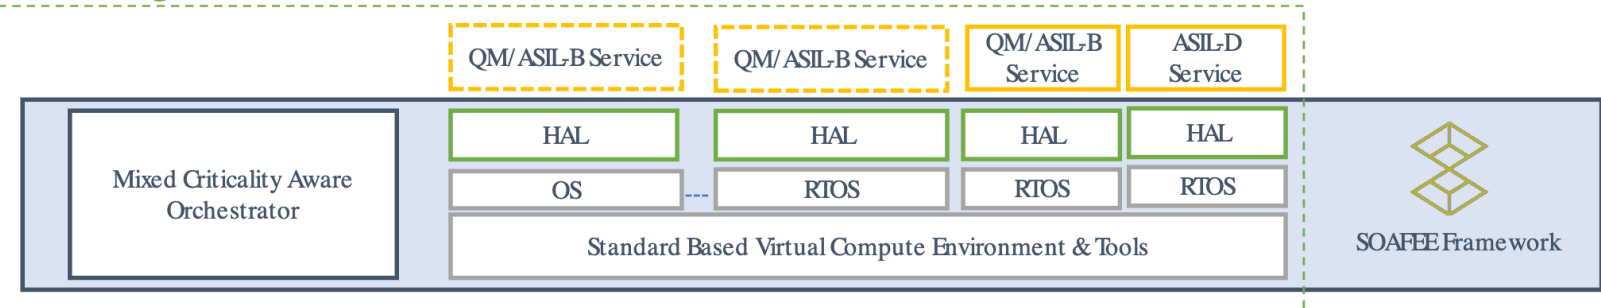 QM/ ASIL-B Service
QM/ ASIL-B Service
QM/ ASIL-B
Service
ASIL-D
Service
HAL
HAL
HAL
HAL
Mixed Criticality Aware
Orchestrator
OS
RTOS
RTOS
RTOS
Standard Based Virtual Compute Environment & Tools
SOAFEE Framework